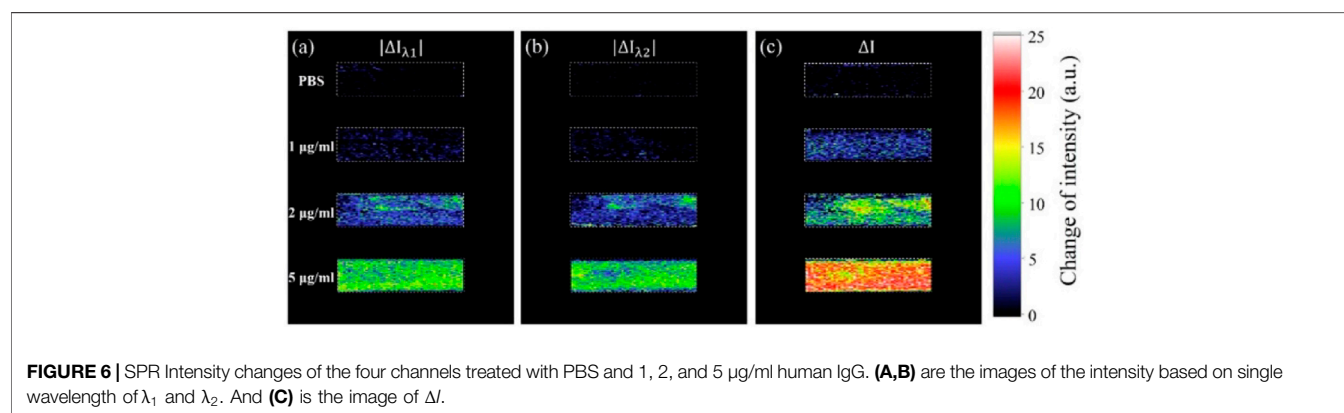 (a) |ΔI_λ1| (b) |ΔI_λ2| (c) ΔI
PBS
1 μg/ml
2 μg/ml
5 μg/ml
25
20
15
10
5
0
Change of intensity (a.u.)
FIGURE 6 | SPR Intensity changes of the four channels treated with PBS and 1, 2, and 5 μg/ml human IgG. (A,B) are the images of the intensity based on single
wavelength of λ₁ and λ₂. And (C) is the image of ΔI.